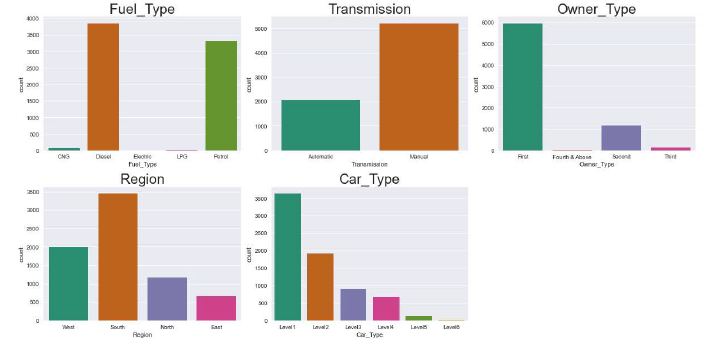 Fuel_Type
4000
3500
3000
2500
2000
1500
1000
500
0
count
CNG Diesel Electric LPG Petrol
Fuel_Type
Transmission
5000
4000
3000
2000
1000
0
count
Automatic Manual
Transmission
Owner_Type
6000
5000
4000
3000
2000
1000
0
count
First Fourth & Above Second Third
Owner_Type
Region
3500
3000
2500
2000
1500
1000
500
0
count
West South North East
Region
Car_Type
3500
3000
2500
2000
1500
1000
500
0
count
Level1 Level2 Level3 Level4 Level5 Level6
Car_Type